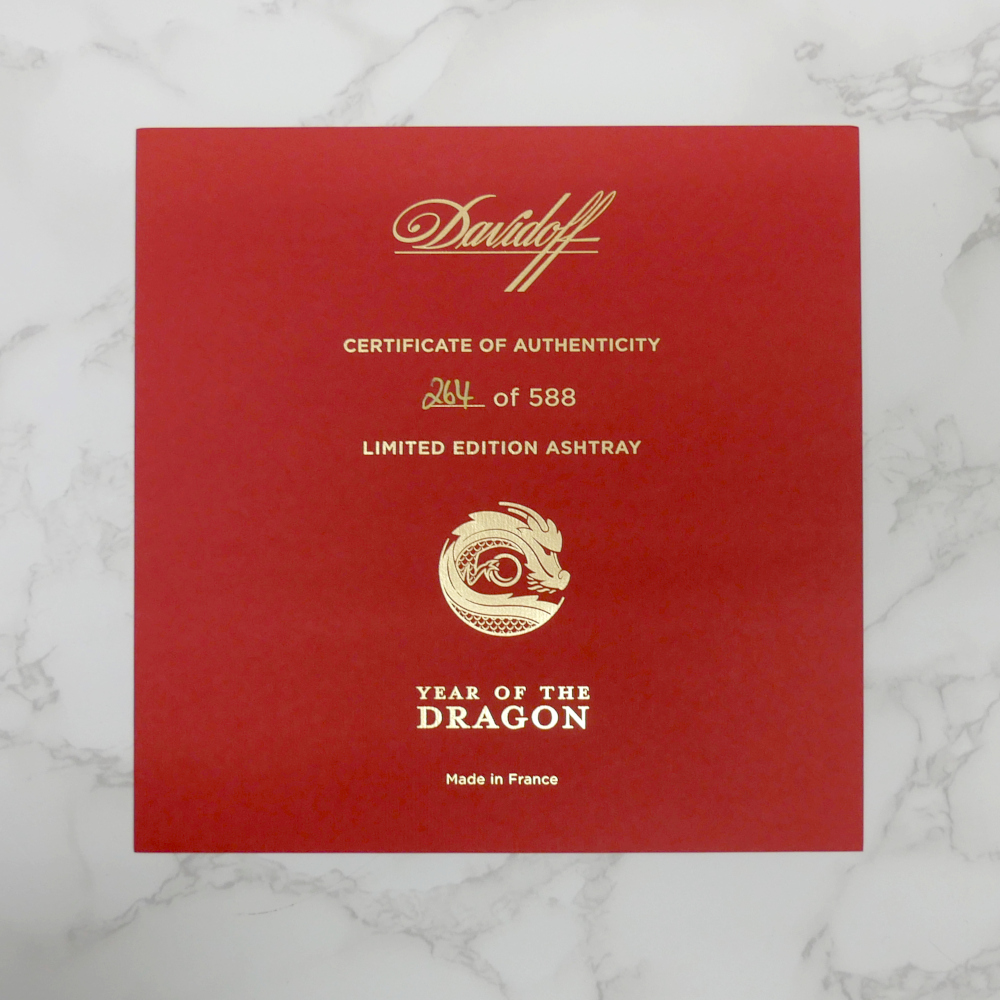 Davidoff
CERTIFICATE OF AUTHENTICITY
264 of 588
LIMITED EDITION ASHTRAY
YEAR OF THE
DRAGON
Made in France